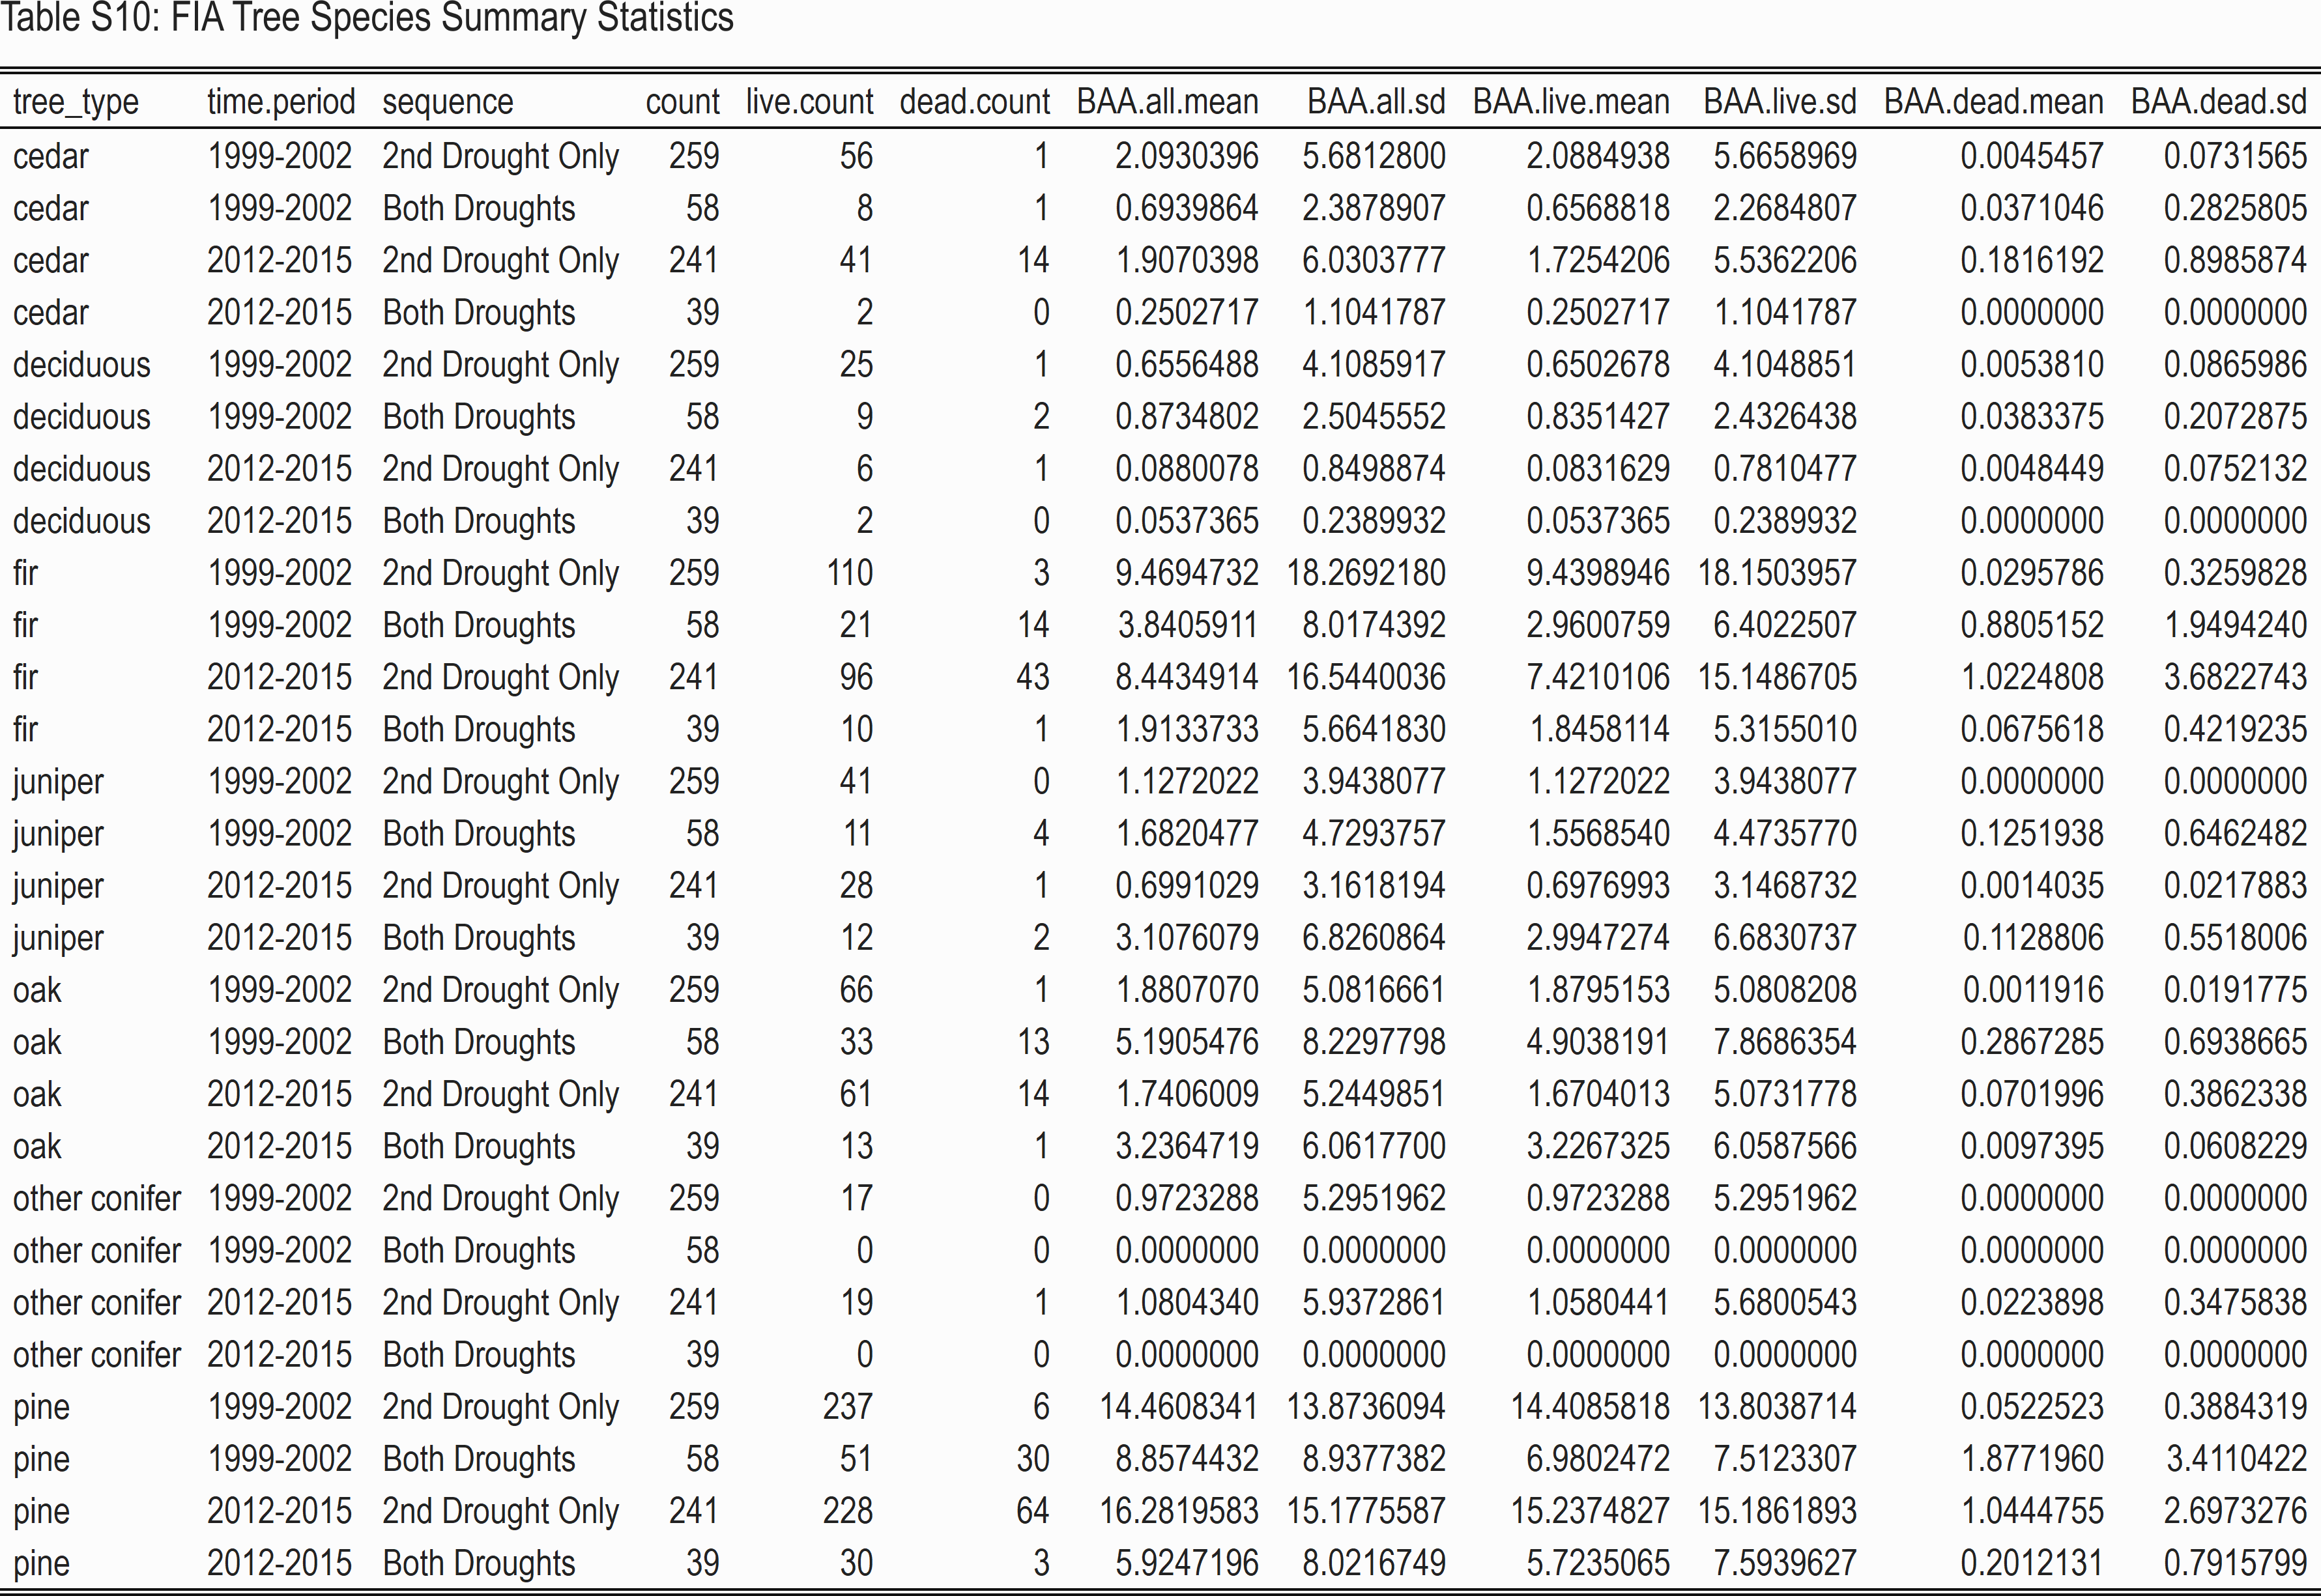 Table S10: FIA Tree Species Summary Statistics
tree_type time.period sequence count live.count dead.count BAA.all.mean BAA.all.sd BAA.live.mean BAA.live.sd BAA.dead.mean BAA.dead.sd
cedar 1999-2002 2nd Drought Only 259 56 1 2.0930396 5.6812800 2.0884938 5.6658969 0.0045457 0.0731565
cedar 1999-2002 Both Droughts 58 8 1 0.6939864 2.3878907 0.6568818 2.2684807 0.0371046 0.2825805
cedar 2012-2015 2nd Drought Only 241 41 14 1.9070398 6.0303777 1.7254206 5.5362206 0.1816192 0.8985874
cedar 2012-2015 Both Droughts 39 2 0 0.2502717 1.1041787 0.2502717 1.1041787 0.0000000 0.0000000
deciduous 1999-2002 2nd Drought Only 259 25 1 0.6556488 4.1085917 0.6502678 4.1048851 0.0053810 0.0865986
deciduous 1999-2002 Both Droughts 58 9 2 0.8734802 2.5045552 0.8351427 2.4326438 0.0383375 0.2072875
deciduous 2012-2015 2nd Drought Only 241 6 1 0.0880078 0.8498874 0.0831629 0.7810477 0.0048449 0.0752132
deciduous 2012-2015 Both Droughts 39 2 0 0.0537365 0.2389932 0.0537365 0.2389932 0.0000000 0.0000000
fir 1999-2002 2nd Drought Only 259 110 3 9.4694732 18.2692180 9.4398946 18.1503957 0.0295786 0.3259828
fir 1999-2002 Both Droughts 58 21 14 3.8405911 8.0174392 2.9600759 6.4022507 0.8805152 1.9494240
fir 2012-2015 2nd Drought Only 241 96 43 8.4434914 16.5440036 7.4210106 15.1486705 1.0224808 3.6822743
fir 2012-2015 Both Droughts 39 10 1 1.9133733 5.6641830 1.8458114 5.3155010 0.0675618 0.4219235
juniper 1999-2002 2nd Drought Only 259 41 0 1.1272022 3.9438077 1.1272022 3.9438077 0.0000000 0.0000000
juniper 1999-2002 Both Droughts 58 11 4 1.6820477 4.7293757 1.5568540 4.4735770 0.1251938 0.6462482
juniper 2012-2015 2nd Drought Only 241 28 1 0.6991029 3.1618194 0.6976993 3.1468732 0.0014035 0.0217883
juniper 2012-2015 Both Droughts 39 12 2 3.1076079 6.8260864 2.9947274 6.6830737 0.1128806 0.5518006
oak 1999-2002 2nd Drought Only 259 66 1 1.8807070 5.0816661 1.8795153 5.0808208 0.0011916 0.0191775
oak 1999-2002 Both Droughts 58 33 13 5.1905476 8.2297798 4.9038191 7.8686354 0.2867285 0.6938665
oak 2012-2015 2nd Drought Only 241 61 14 1.7406009 5.2449851 1.6704013 5.0731778 0.0701996 0.3862338
oak 2012-2015 Both Droughts 39 13 1 3.2364719 6.0617700 3.2267325 6.0587566 0.0097395 0.0608229
other conifer 1999-2002 2nd Drought Only 259 17 0 0.9723288 5.2951962 0.9723288 5.2951962 0.0000000 0.0000000
other conifer 1999-2002 Both Droughts 58 0 0 0.0000000 0.0000000 0.0000000 0.0000000 0.0000000 0.0000000
other conifer 2012-2015 2nd Drought Only 241 19 1 1.0804340 5.9372861 1.0580441 5.6800543 0.0223898 0.3475838
other conifer 2012-2015 Both Droughts 39 0 0 0.0000000 0.0000000 0.0000000 0.0000000 0.0000000 0.0000000
pine 1999-2002 2nd Drought Only 259 237 6 14.4608341 13.8736094 14.4085818 13.8038714 0.0522523 0.3884319
pine 1999-2002 Both Droughts 58 51 30 8.8574432 8.9377382 6.9802472 7.5123307 1.8771960 3.4110422
pine 2012-2015 2nd Drought Only 241 228 64 16.2819583 15.1775587 15.2374827 15.1861893 1.0444755 2.6973276
pine 2012-2015 Both Droughts 39 30 3 5.9247196 8.0216749 5.7235065 7.5939627 0.2012131 0.7915799